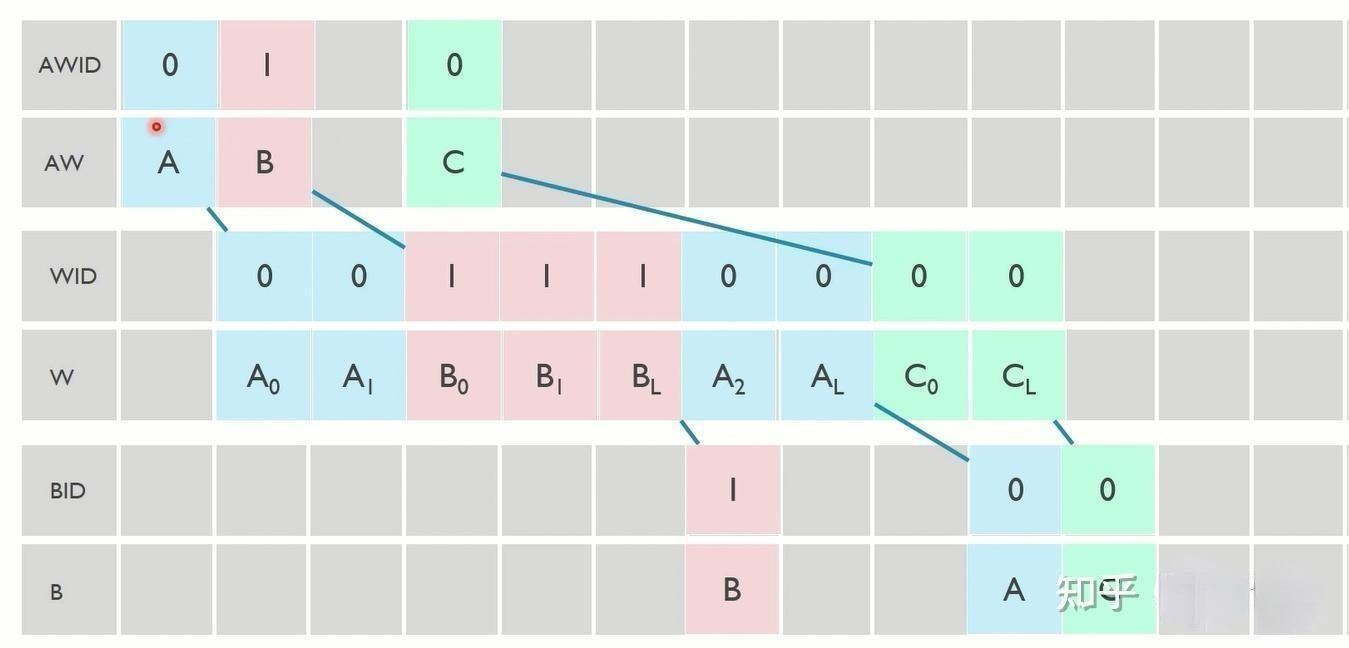 AWID 0 1 0
AW A B C
WID 0 0 1 1 1 0 0 0 0
W A0 A1 B0 B1 BL A2 AL C0 CL
BID 1 0 0
B B A C
知乎